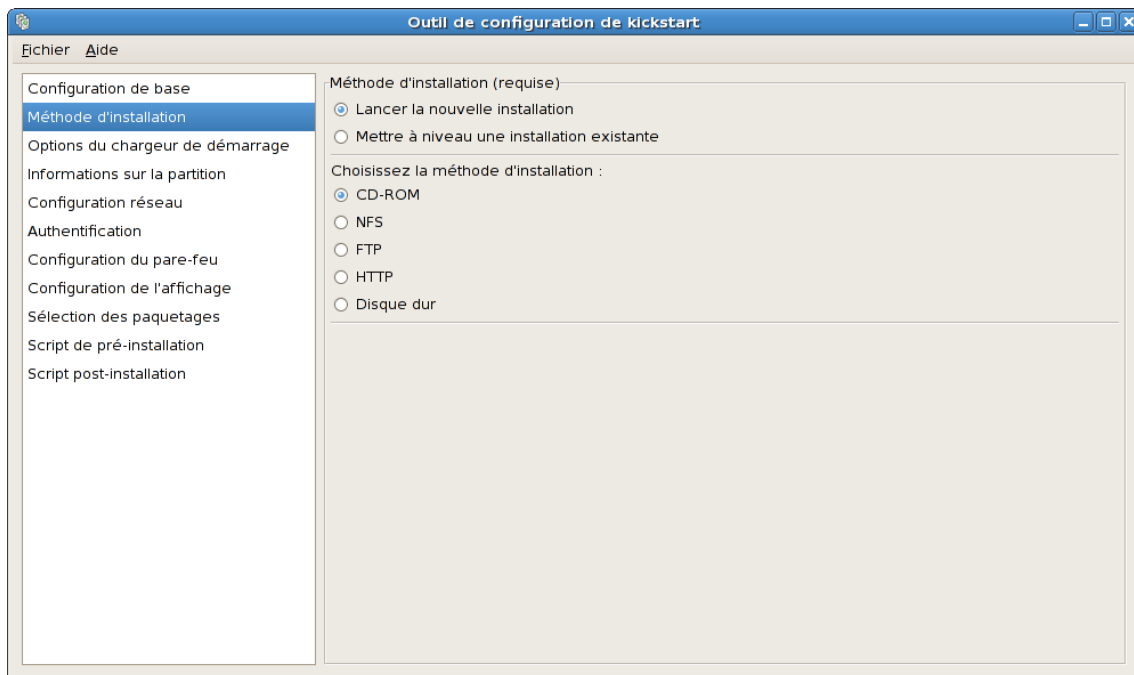 Outil de configuration de kickstart
Fichier Aide
Configuration de base
Méthode d'installation
Options du chargeur de démarrage
Informations sur la partition
Configuration réseau
Authentification
Configuration du pare-feu
Configuration de l'affichage
Sélection des paquetages
Script de pré-installation
Script post-installation
Méthode d'installation (requise)
Lancer la nouvelle installation
Mettre à niveau une installation existante
Choisissez la méthode d'installation :
CD-ROM
NFS
FTP
HTTP
Disque dur